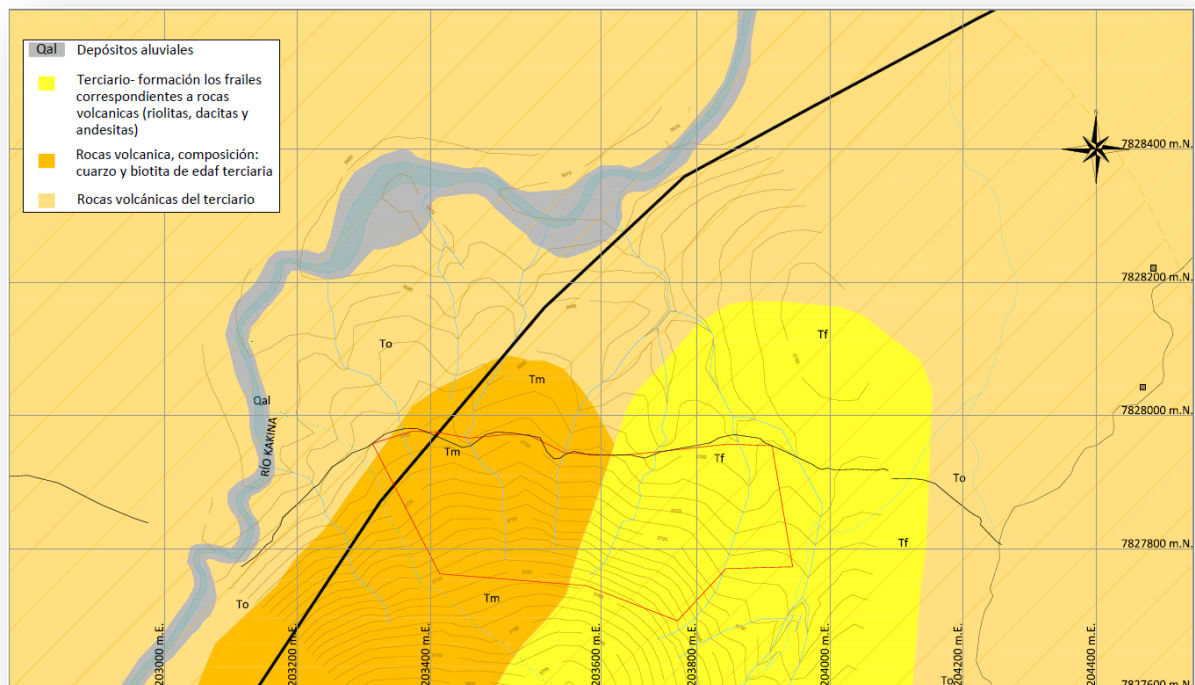 Qal Depósitos aluviales
Terciario- formación los frailes
correspondientes a rocas
volcanicas (riolitas, dacitas y
andesitas)
Rocas volcanica, composición:
cuarzo y biotita de edaf terciaria
Rocas volcánicas del terciario
N
7828400 m.N.
7828200 m.N.
Tf
To
Tm
Qal
7828000 m.N.
RÍO KAKINA
Tm
Tf
To
Tf
7827800 m.N.
Tm
To
203000 m.E.
203200 m.E.
203400 m.E.
203600 m.E.
203800 m.E.
204000 m.E.
204200 m.E.
204400 m.E.
To
7827600 m.N.